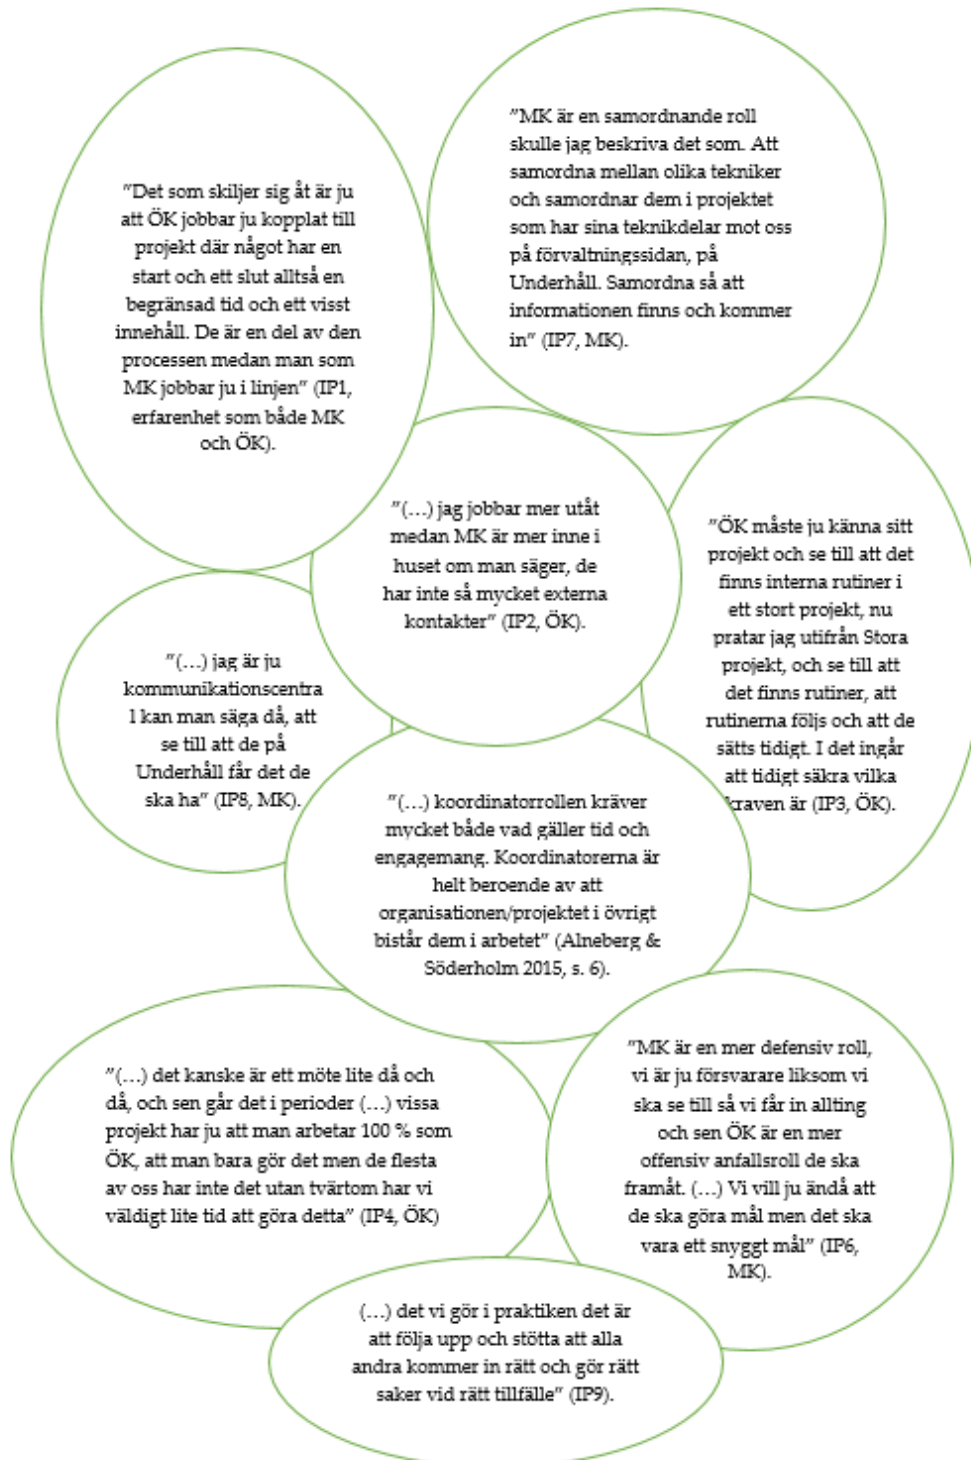 ”Det som skiljer sig åt är ju
att ÖK jobbar ju kopplat till
projekt där något har en
start och ett slut alltså en
begränsad tid och ett visst
innehåll. De är en del av den
processen medan man som
MK jobbar ju i linjen” (IP1,
erfarenhet som både MK
och ÖK).
”MK är en samordnande roll
skulle jag beskriva det som. Att
samordna mellan olika tekniker
och samordnar dem i projektet
som har sina teknikdelar mot oss
på förvaltningssidan, på
Underhåll. Samordna så att
informationen finns och kommer
in” (IP7, MK).
”(…) jag jobbar mer utåt
medan MK är mer inne i
huset om man säger, de
har inte så mycket externa
kontakter” (IP2, ÖK).
”ÖK måste ju känna sitt
projekt och se till att det
finns interna rutiner i
ett stort projekt, nu
pratar jag utifrån Stora
projekt, och se till att
det finns rutiner, att
rutinerna följs och att de
sätts tidigt. I det ingår
att tidigt säkra vilka
kraven är (IP3, ÖK).
”(…) jag är ju
kommunikationscentra
l kan man säga då, att
se till att de på
Underhåll får det de
ska ha” (IP8, MK).
”(…) koordinatorrollen kräver
mycket både vad gäller tid och
engagemang. Koordinatorerna är
helt beroende av att
organisationen/projektet i övrigt
bistår dem i arbetet” (Alneberg &
Söderholm 2015, s. 6).
”(…) det kanske är ett möte lite då och
då, och sen går det i perioder (…) vissa
projekt har ju att man arbetar 100 % som
ÖK, att man bara gör det men de flesta
av oss har inte det utan tvärtom har vi
väldigt lite tid att göra detta” (IP4, ÖK)
”MK är en mer defensiv roll,
vi är ju försvarare liksom vi
ska se till så vi får in allting
och sen ÖK är en mer
offensiv anfallsroll de ska
framåt. (…) Vi vill ju ändå att
de ska göra mål men det ska
vara ett snyggt mål” (IP6,
MK).
(…) det vi gör i praktiken det är
att följa upp och stötta att alla
andra kommer in rätt och gör rätt
saker vid rätt tillfälle” (IP9).